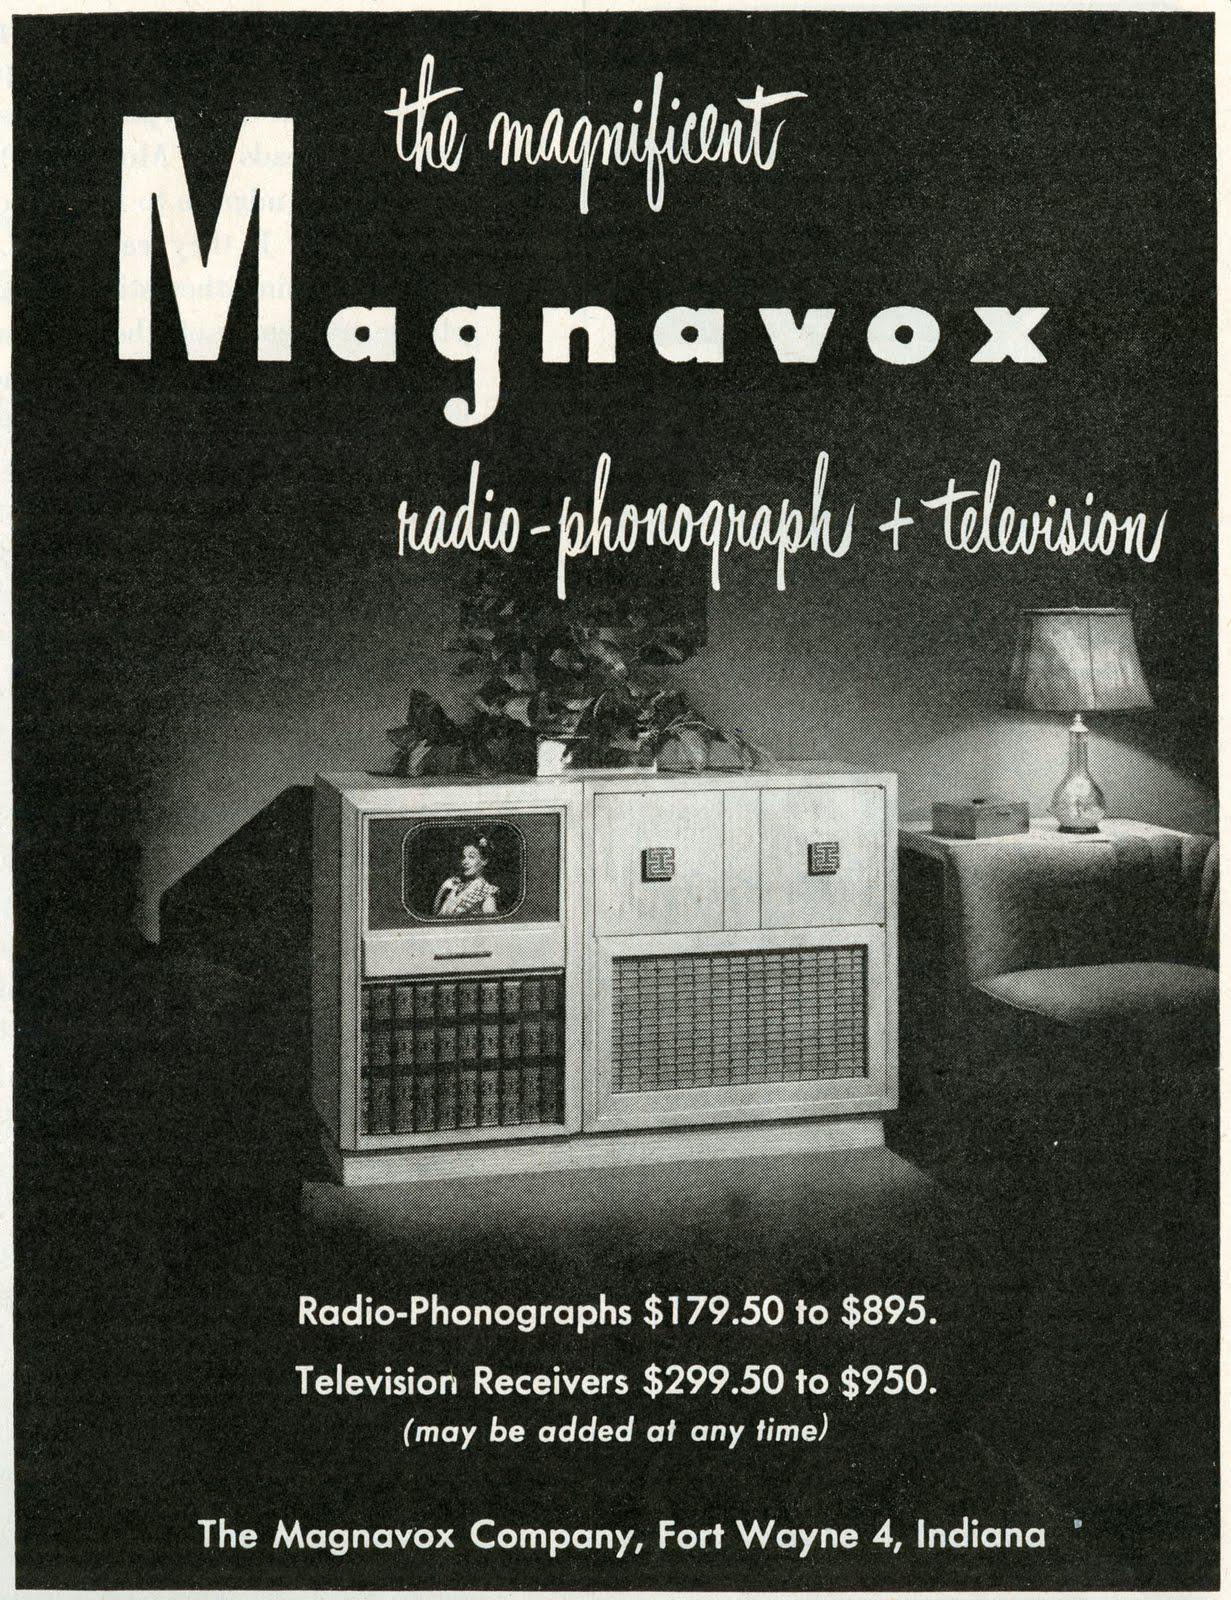 the magnificent
Magnavox
radio-phonograph + television
Radio-Phonographs $179.50 to $895.
Television Receivers $299.50 to $950.
(may be added at any time)
The Magnavox Company, Fort Wayne 4, Indiana